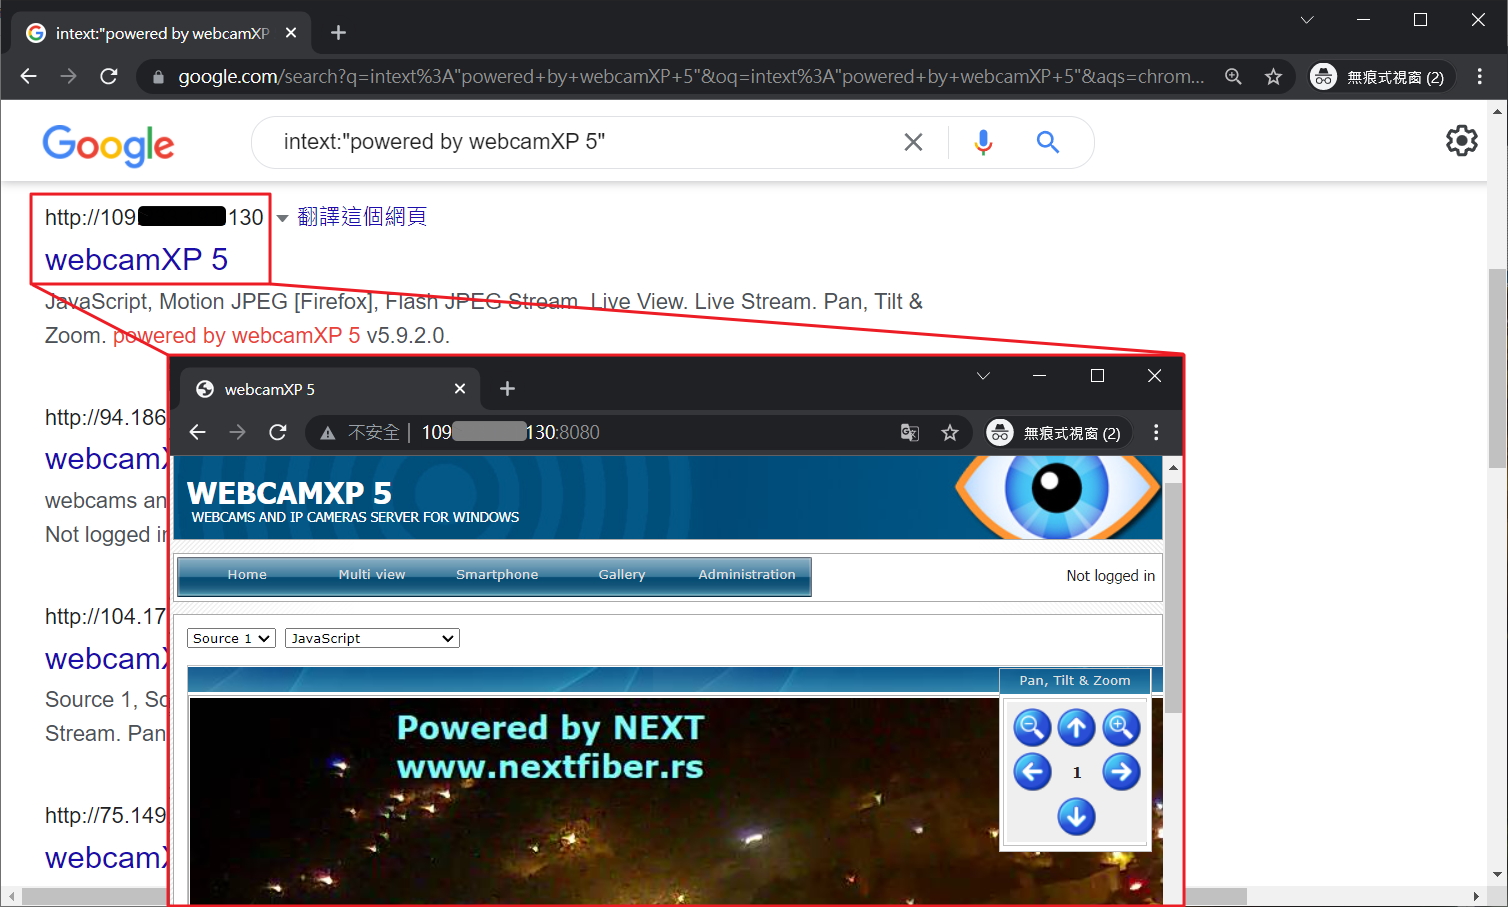 intext:"powered by webcamXP
google.com/search?q=intext%3A"powered+by+webcamXP+5"&oq=intext%3A"powered+by+webcamXP+5"&aqs=chrom...
無痕式視窗 (2)
Google
intext:"powered by webcamXP 5"
http://109 130
翻譯這個網頁
webcamXP 5
JavaScript, Motion JPEG [Firefox], Flash JPEG Stream. Live View. Live Stream. Pan, Tilt &
Zoom. powered by webcamXP 5 v5.9.2.0.
http://94.186
webcamX
webcams an
Not logged in
http://104.17
webcamX
Source 1, So
Stream. Pan
http://75.149
webcamX
webcamXP 5
不安全
109 130:8080
無痕式視窗 (2)
WEBCAMXP 5
WEBCAMS AND IP CAMERAS SERVER FOR WINDOWS
Home Multi view Smartphone Gallery Administration
Not logged in
Source 1 JavaScript
Pan, Tilt & Zoom
1
Powered by NEXT
www.nextfiber.rs